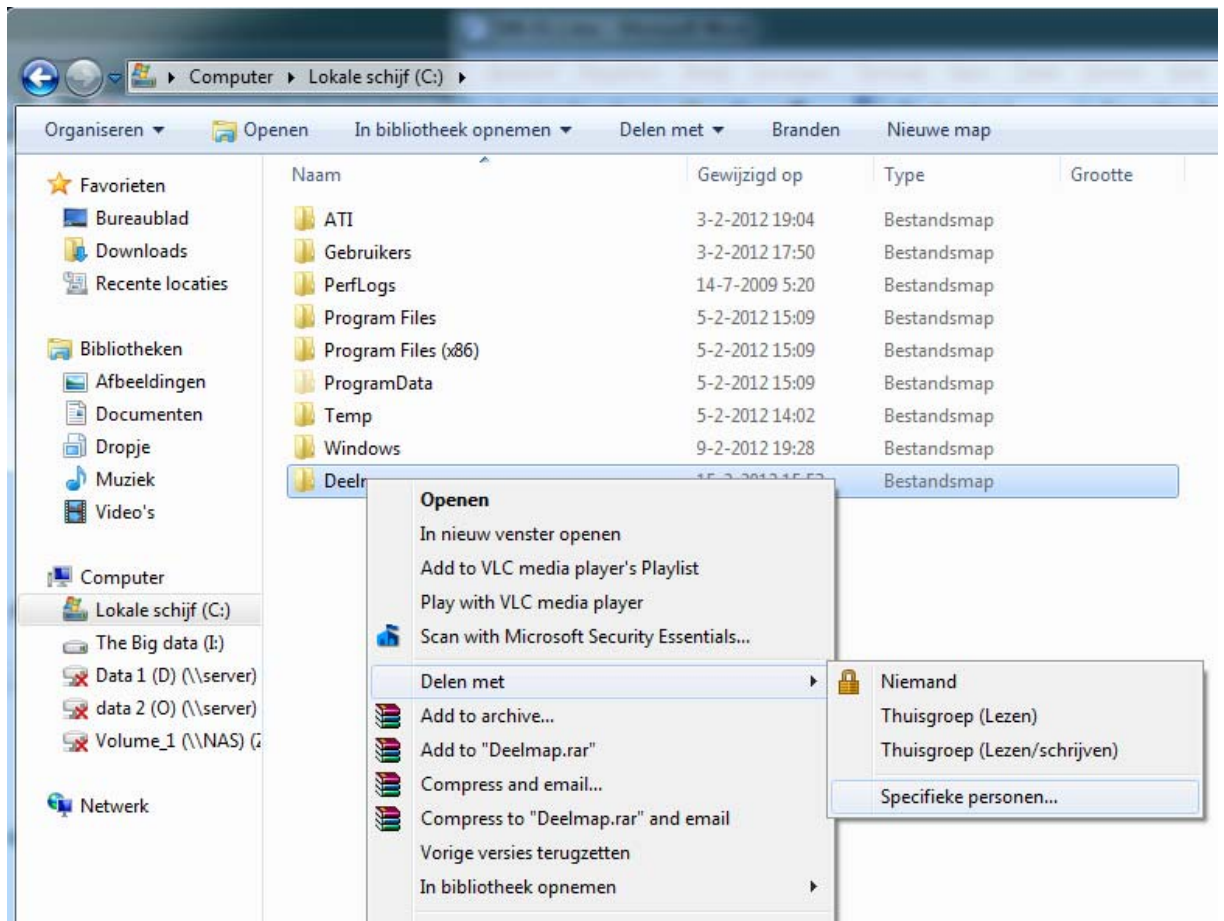 Computer ▸ Lokale schijf (C:) ▸
Organiseren Openen In bibliotheek opnemen Delen met Branden Nieuwe map
Naam Gewijzigd op Type Grootte
Favorieten
Bureaublad
Downloads
Recente locaties
Bibliotheken
Afbeeldingen
Documenten
Dropje
Muziek
Video's
Computer
Lokale schijf (C:)
The Big data (I:)
Data 1 (D) (\\server)
data 2 (O) (\\server)
Volume_1 (\\NAS) (Z
Netwerk
ATI 3-2-2012 19:04 Bestandsmap
Gebruikers 3-2-2012 17:50 Bestandsmap
PerfLogs 14-7-2009 5:20 Bestandsmap
Program Files 5-2-2012 15:09 Bestandsmap
Program Files (x86) 5-2-2012 15:09 Bestandsmap
ProgramData 5-2-2012 15:09 Bestandsmap
Temp 5-2-2012 14:02 Bestandsmap
Windows 9-2-2012 19:28 Bestandsmap
Bestandsmap
Openen
In nieuw venster openen
Add to VLC media player's Playlist
Play with VLC media player
Scan with Microsoft Security Essentials...
Delen met
Add to archive...
Add to "Deelmap.rar"
Compress and email...
Compress to "Deelmap.rar" and email
Vorige versies terugzetten
In bibliotheek opnemen
Niemand
Thuisgroep (Lezen)
Thuisgroep (Lezen/schrijven)
Specifieke personen...